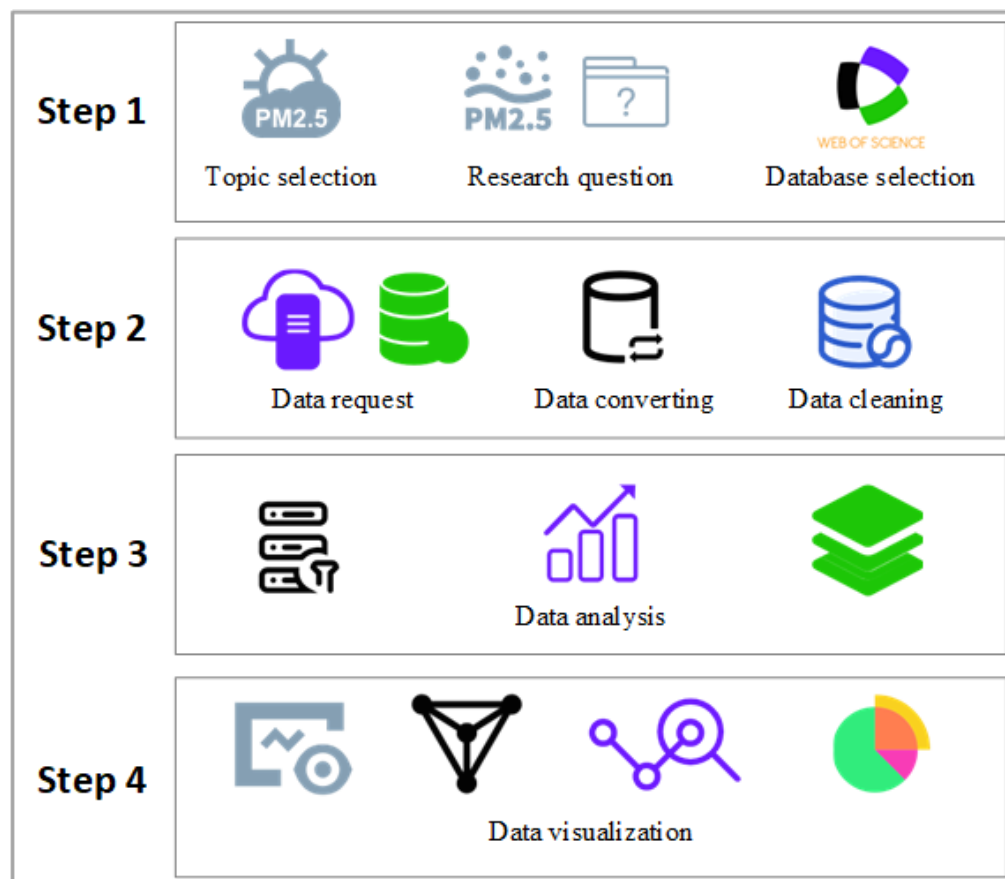 Step 1
PM2.5
PM2.5
?
WEB OF SCIENCE
Topic selection
Research question
Database selection
Step 2
Data request
Data converting
Data cleaning
Step 3
Data analysis
Step 4
Data visualization